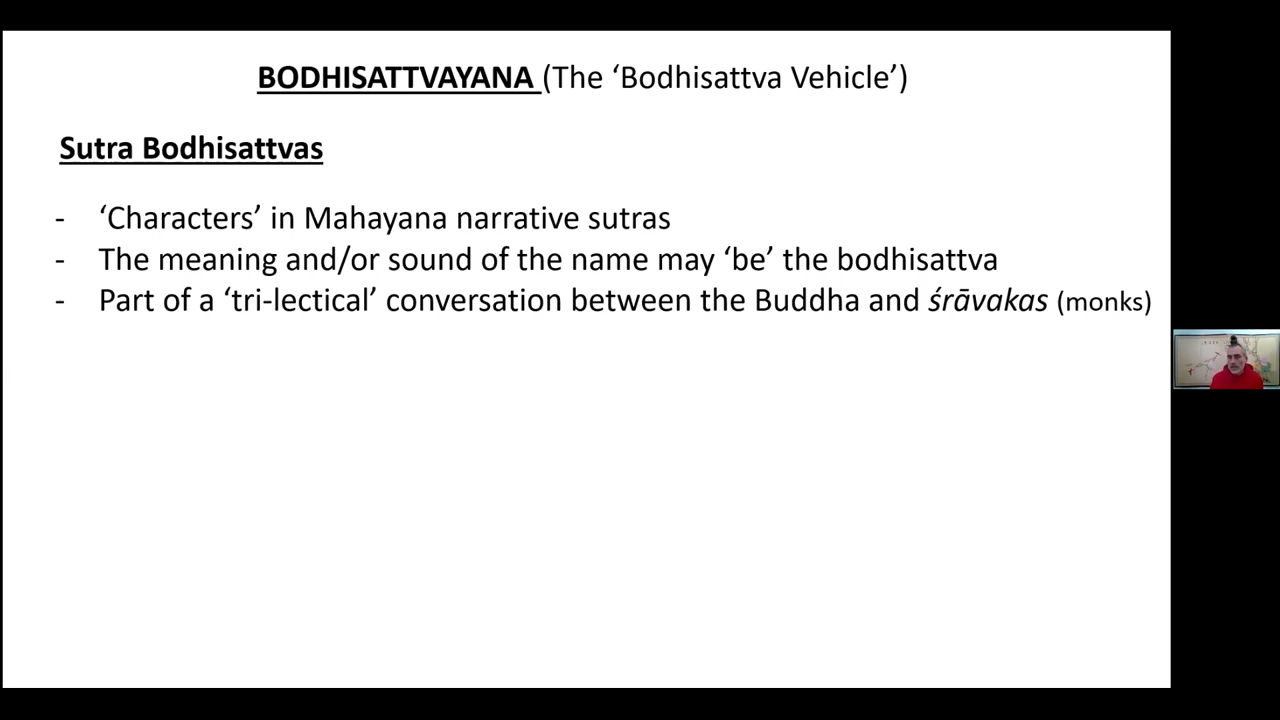 BODHISATTVAYANA (The ‘Bodhisattva Vehicle’)
Sutra Bodhisattvas
- ‘Characters’ in Mahayana narrative sutras
- The meaning and/or sound of the name may ‘be’ the bodhisattva
- Part of a ‘tri-lectical’ conversation between the Buddha and śrāvakas (monks)